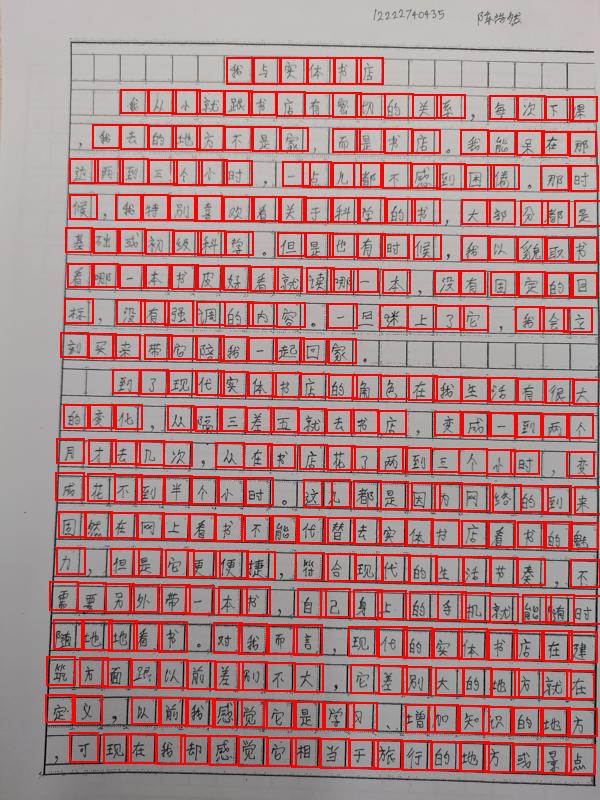 12222740435 陈浩然
我与实体书店
我从小就跟书店有密切的关系，每次下课
，我去的地方不是家，而是书店。我能呆在那
边两到三个小时，一点儿都不感到困倦。那时
候，我特别喜欢看关于科学的书，大部分都是
基础或初级科学。但是也有时候，我以貌取书
看哪一本书皮好看就读哪一本，没有固定的目
标，没有强调的内容。一旦迷上了它，我会立
刻买来带它陪我一起回家。
到了现代实体书店的角色在我生活有很大
的变化，从隔三差五就去书店，变成一到两个
月才去几次，从在书店花了两到三个小时，变
成花不到半个小时。这儿都是因为网络的到来
固然在网上看书不能代替去实体书店看书的魅
力，但是它更便捷，符合现代的生活节奏，不
需要另外带一本书，自己身上的手机就能随时
随地地看书。对我而言，现代的实体书店在建
筑方面跟以前差别不大，它差别大的地方就在
定义，以前我感觉它是学习、增加知识的地方
，可现在我却感觉它相当于旅行的地方或景点